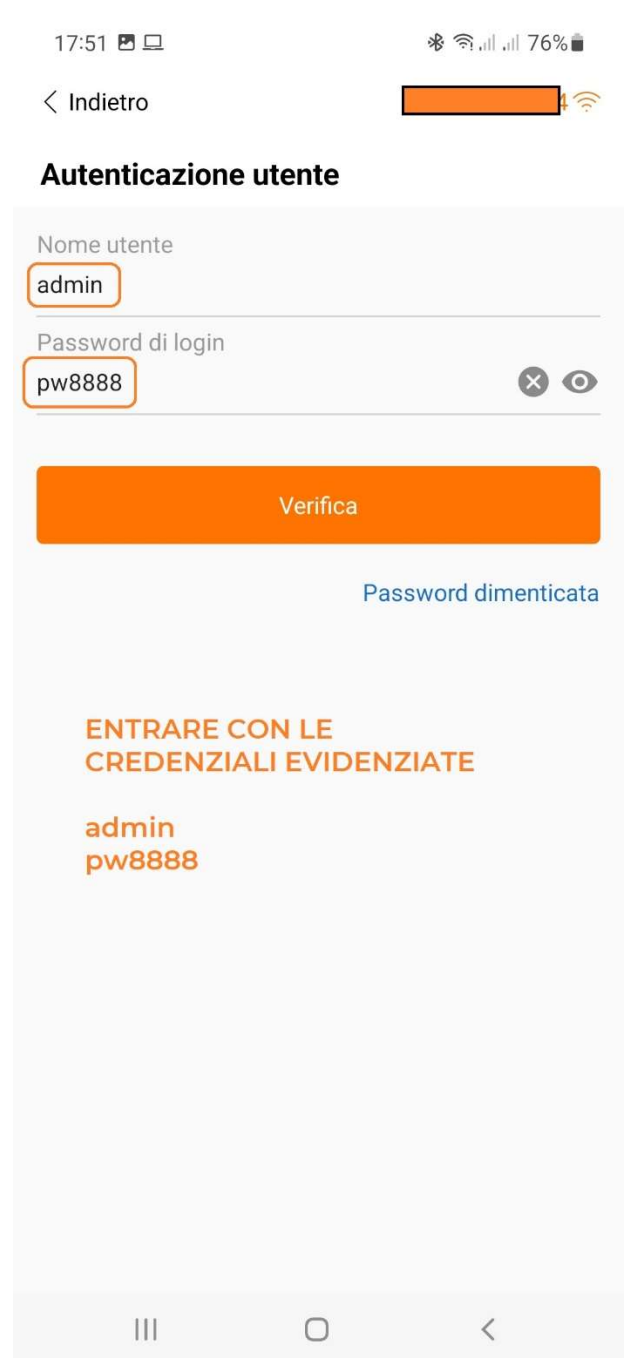 17:51 76%
Indietro 4
Autenticazione utente
Nome utente
admin
Password di login
pw8888
Verifica
Password dimenticata
ENTRARE CON LE
CREDENZIALI EVIDENZIATE
admin
pw8888